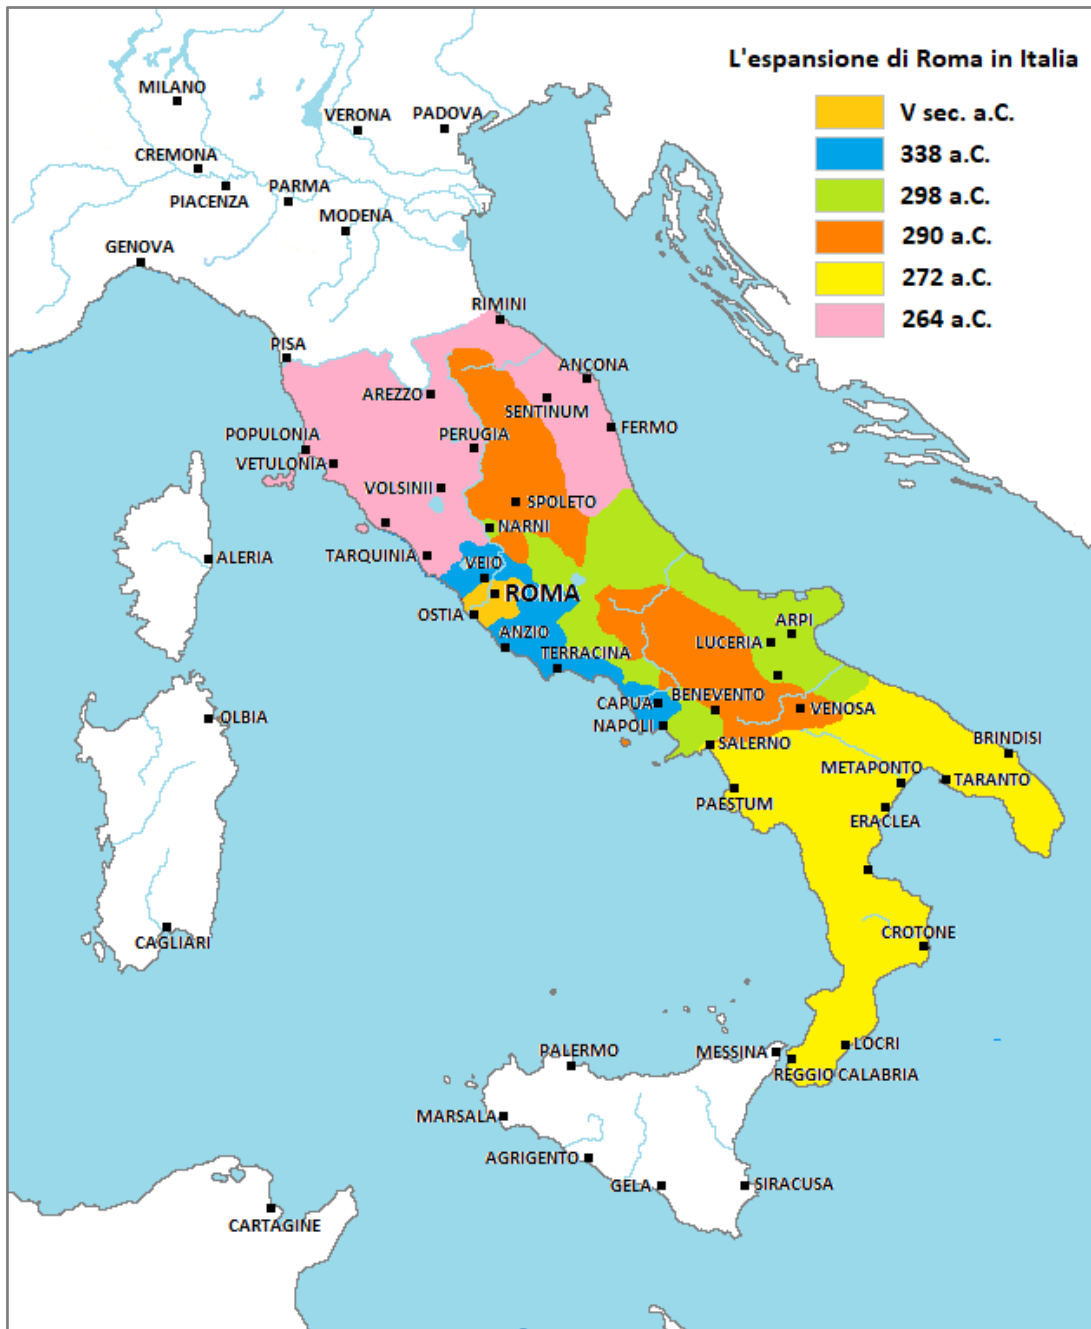 L'espansione di Roma in Italia
V sec. a.C.
338 a.C.
298 a.C.
290 a.C.
272 a.C.
264 a.C.
MILANO
VERONA
PADOVA
CREMONA
PIACENZA
PARMA
MODENA
GENOVA
RIMINI
PISA
ANCONA
AREZZO
SENTINUM
PERUGIA
FERMO
POPULONIA
VETULONIA
VOLSINII
SPOLETO
NARNI
TARQUINIA
VEIO
ALERIA
ROMA
OSTIA
ANZIO
TERRACINA
ARPI
LUCERIA
CAPUA
BENEVENTO
VENOSA
NAPOLI
SALERNO
OLBIA
BRINDISI
METAPONTO
TARANTO
PAESTUM
ERACLEA
CROTONE
CAGLIARI
LOCRI
PALERMO
MESSINA
REGGIO CALABRIA
MARSALA
AGRIGENTO
GELA
SIRACUSA
CARTAGINE